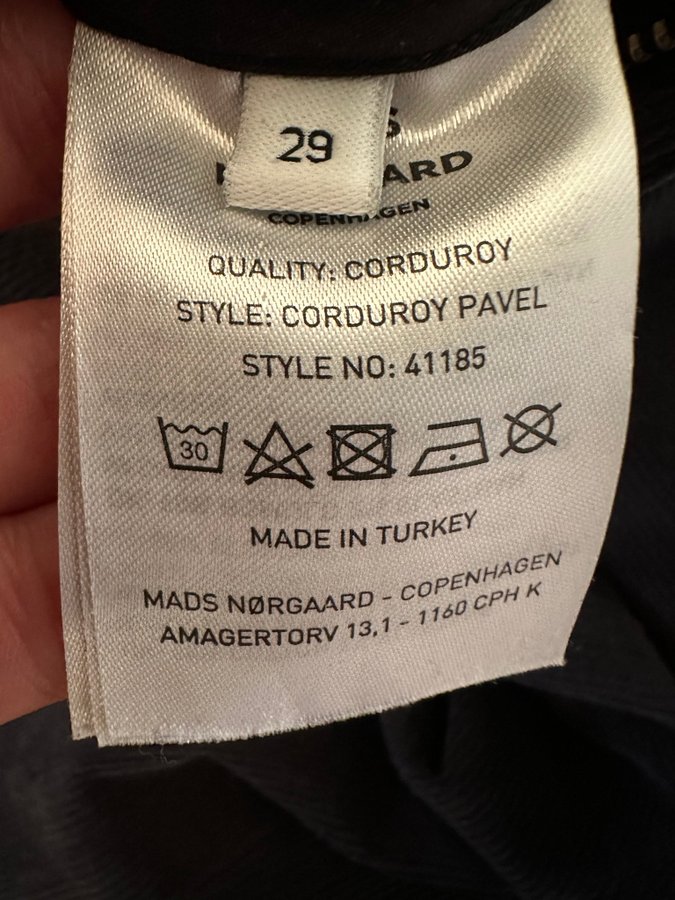 29
COPENHAGEN
QUALITY: CORDUROY
STYLE: CORDUROY PAVEL
STYLE NO: 41185
30
MADE IN TURKEY
MADS NØRGAARD - COPENHAGEN
AMAGERTORV 13,1 - 1160 CPH K